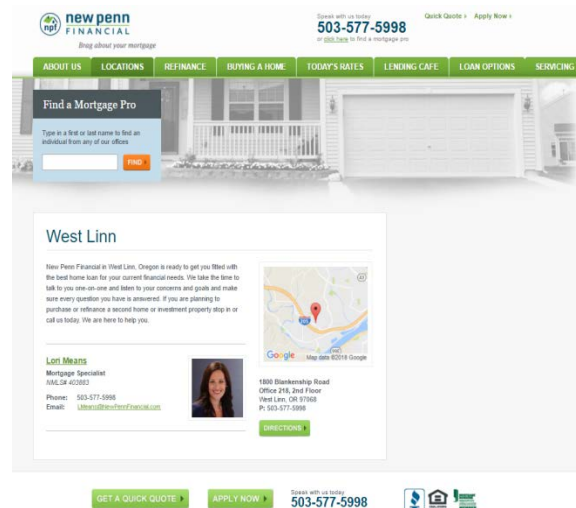 new penn
npf
FINANCIAL
Brag about your mortgage
Speak with us today
503-577-5998
or click here to find a mortgage pro
Quick Quote Apply Now
ABOUT US LOCATIONS REFINANCE BUYING A HOME TODAY'S RATES LENDING CAFE LOAN OPTIONS SERVICING
Find a Mortgage Pro
Type in a first or last name to find an
individual from any of our offices
FIND
West Linn
New Penn Financial in West Linn, Oregon is ready to get you fitted with
the best home loan for your current financial needs. We take the time to
talk to you one-on-one and listen to your concerns and goals and make
sure every question you have is answered. If you are planning to
purchase or refinance a second home or investment property stop in or
call us today. We are here to help you.
Google Map data ©2018 Google
Lori Means
Mortgage Specialist
NMLS# 403883
Phone: 503-577-5998
Email: LMeans@NewPennFinancial.com
1800 Blankenship Road
Office 218, 2nd Floor
West Linn, OR 97068
P: 503-577-5998
DIRECTIONS
GET A QUICK QUOTE APPLY NOW
Speak with us today
503-577-5998